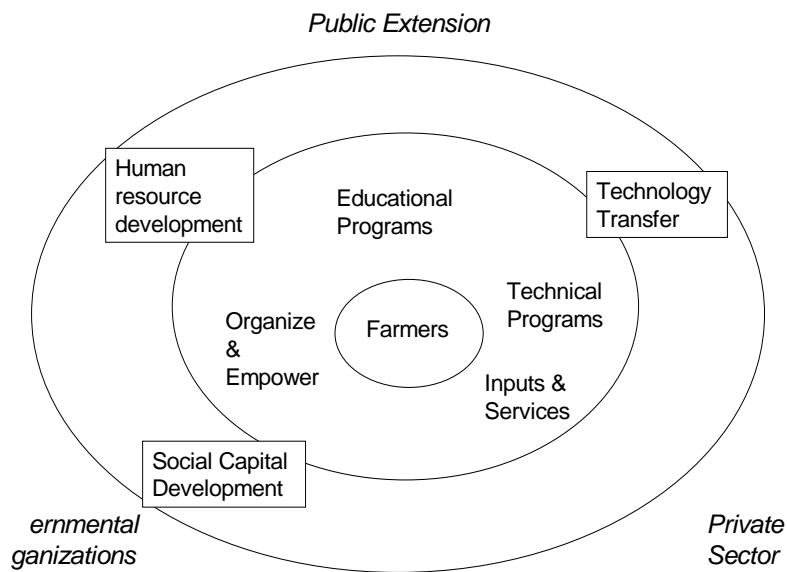 Public Extension
Human
resource
development
Educational
Programs
Technology
Transfer
Organize
&
Empower
Farmers
Technical
Programs
Inputs &
Services
Social Capital
Development
ernmental
ganizations
Private
Sector